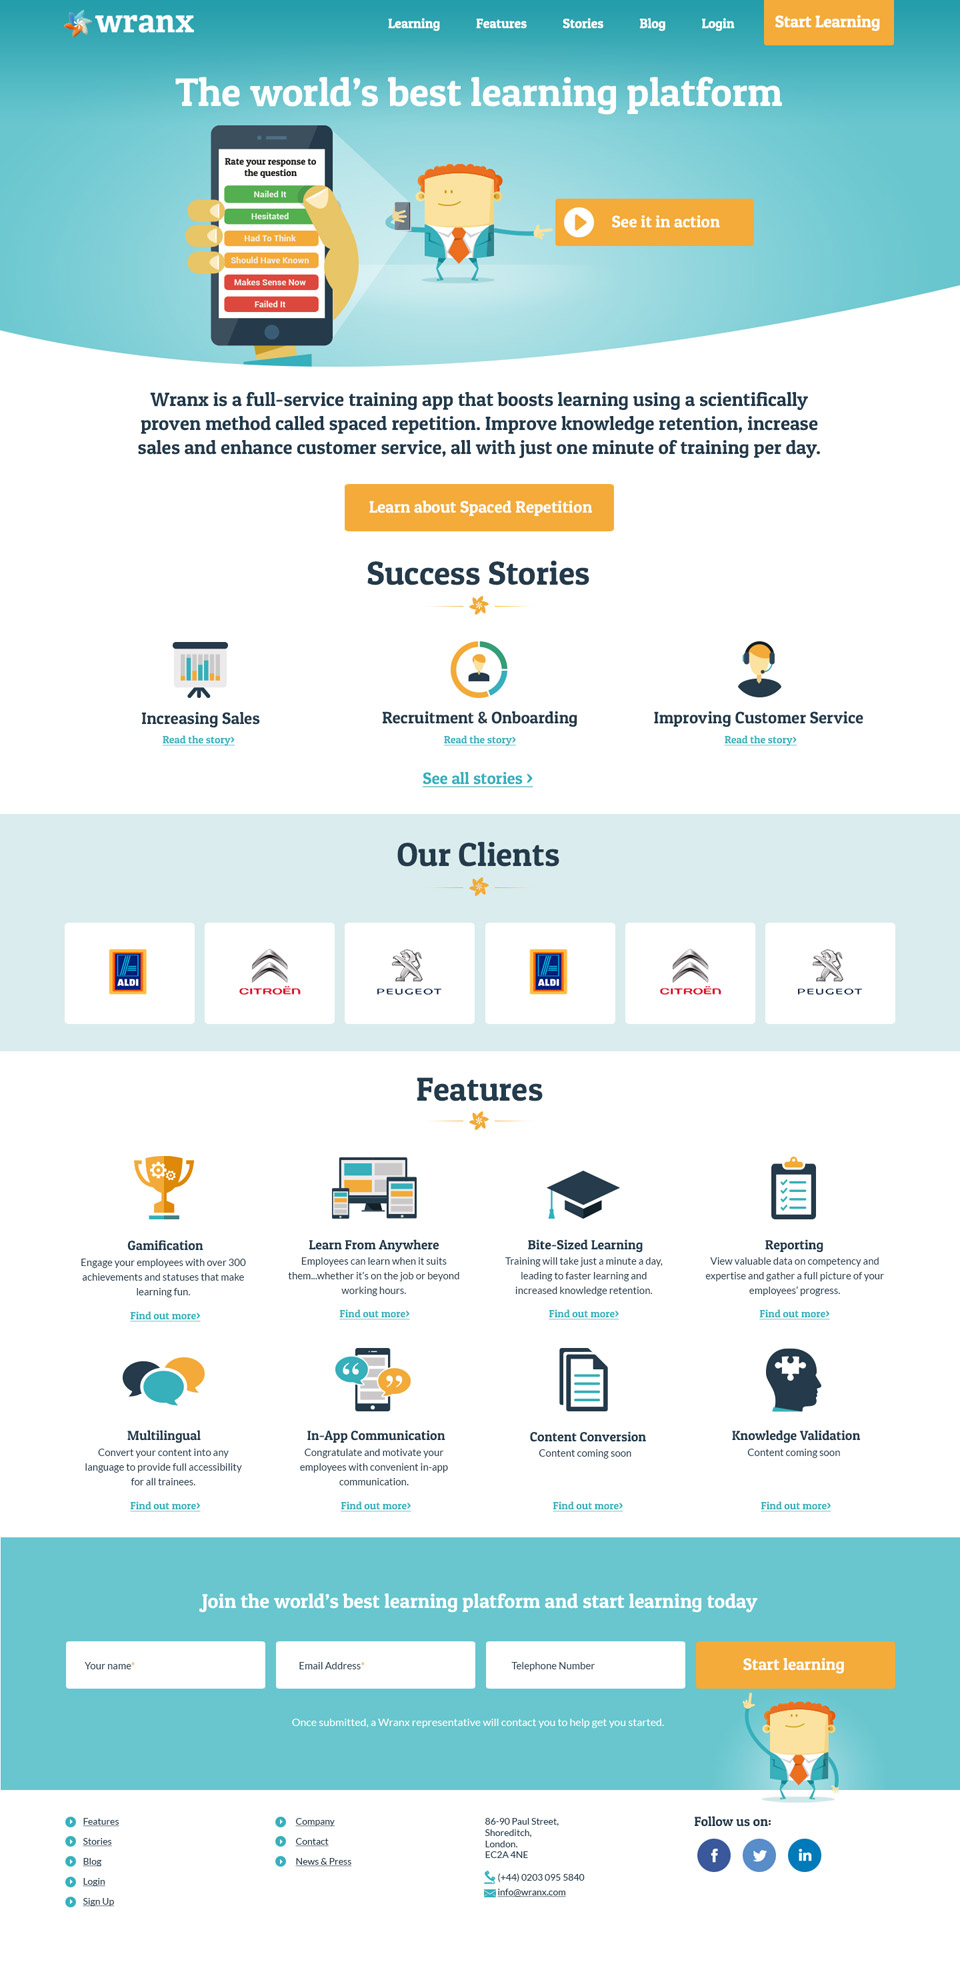 wranx
Learning
Features
Stories
Blog
Login
Start Learning
The world's best learning platform
Rate your response to
the question
Nailed It
Hesitated
Had To Think
Should Have Known
Makes Sense Now
Failed It
See it in action
Wranx is a full-service training app that boosts learning using a scientifically
proven method called spaced repetition. Improve knowledge retention, increase
sales and enhance customer service, all with just one minute of training per day.
Learn about Spaced Repetition
Success Stories
Increasing Sales
Read the story›
Recruitment & Onboarding
Read the story›
Improving Customer Service
Read the story›
See all stories ›
Our Clients
ALDI
CITROËN
PEUGEOT
ALDI
CITROËN
PEUGEOT
Features
Gamification
Engage your employees with over 300
achievements and statuses that make
learning fun.
Find out more›
Learn From Anywhere
Employees can learn when it suits
them...whether it's on the job or beyond
working hours.
Find out more›
Bite-Sized Learning
Training will take just a minute a day,
leading to faster learning and
increased knowledge retention.
Find out more›
Reporting
View valuable data on competency and
expertise and gather a full picture of your
employees' progress.
Find out more›
Multilingual
Convert your content into any
language to provide full accessibility
for all trainees.
Find out more›
In-App Communication
Congratulate and motivate your
employees with convenient in-app
communication.
Find out more›
Content Conversion
Content coming soon
Find out more›
Knowledge Validation
Content coming soon
Find out more›
Join the world's best learning platform and start learning today
Your name*
Email Address*
Telephone Number
Start learning
Once submitted, a Wranx representative will contact you to help get you started.
Features
Stories
Blog
Login
Sign Up
Company
Contact
News & Press
86-90 Paul Street,
Shoreditch,
London.
EC2A 4NE
(+44) 0203 095 5840
info@wranx.com
Follow us on:
f
in